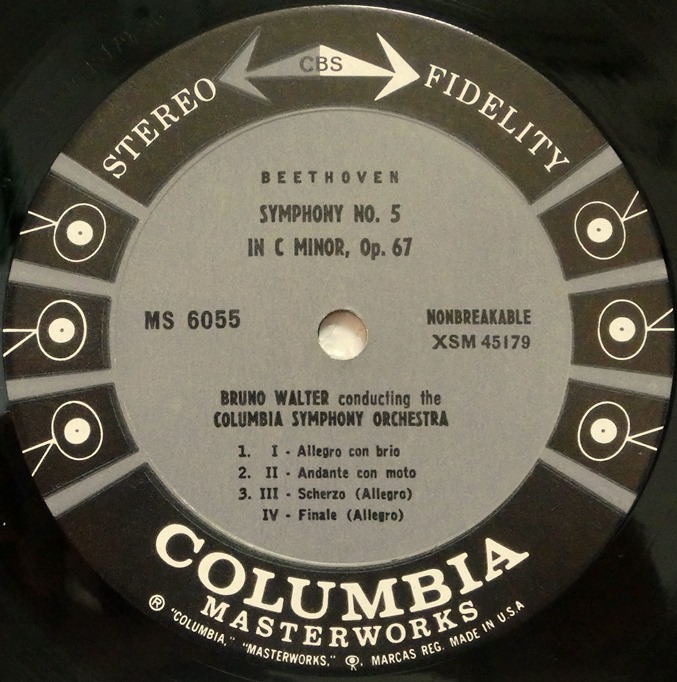 CBS
STEREO FIDELITY
BEETHOVEN
SYMPHONY NO. 5
IN C MINOR, Op. 67
MS 6055
NONBREAKABLE
XSM 45179
BRUNO WALTER conducting the
COLUMBIA SYMPHONY ORCHESTRA
1. I - Allegro con brio
2. II - Andante con moto
3. III - Scherzo (Allegro)
IV - Finale (Allegro)
COLUMBIA
MASTERWORKS
® "COLUMBIA," "MASTERWORKS," , MARCAS REG. MADE IN U.S.A